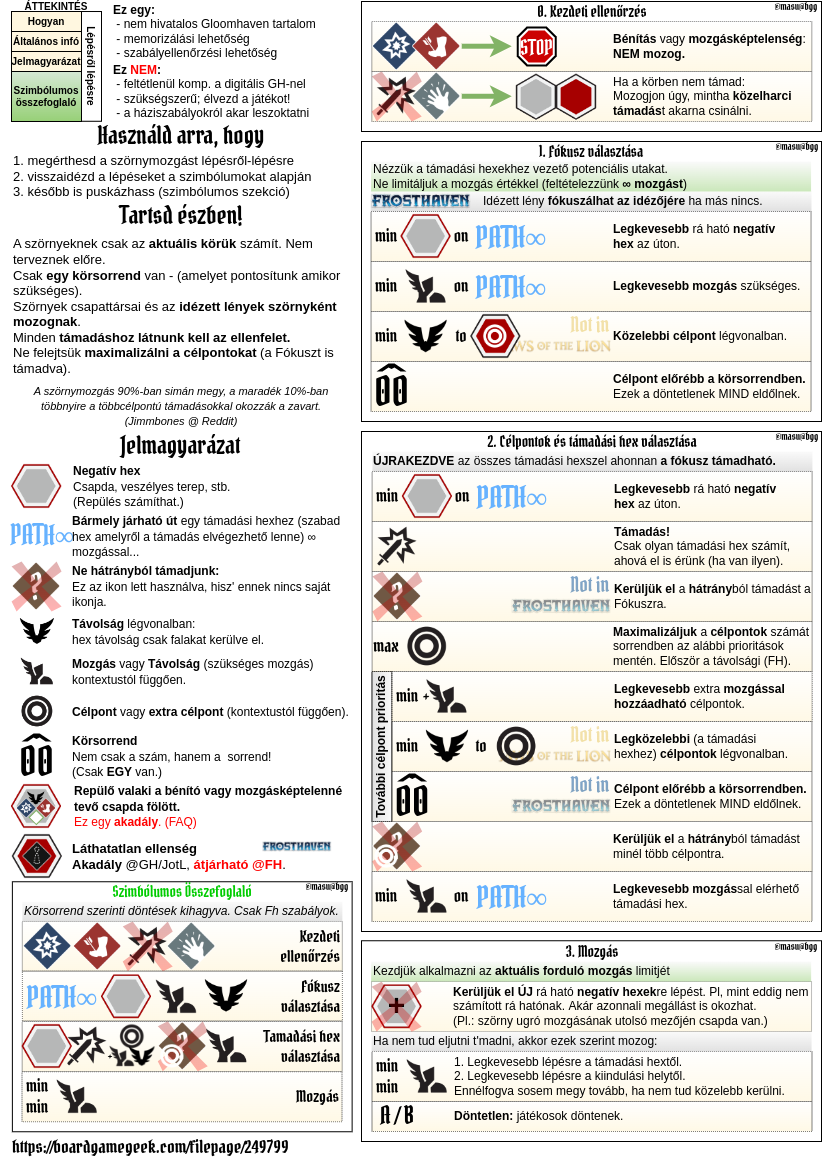 ÁTTEKINTÉS
Hogyan
Általános infó
Jelmagyarázat
Szimbólumos
összefoglaló
Lépésről lépésre
Ez egy:
- nem hivatalos Gloomhaven tartalom
- memorizálási lehetőség
- szabályellenőrzési lehetőség
Ez NEM:
- feltétlenül komp. a digitális GH-nel
- szükségszerű; élvezd a játékot!
- a háziszabályokról akar leszoktatni
Használd arra, hogy
1. megérthesd a szörnymozgást lépésről-lépésre
2. visszaidézd a lépéseket a szimbólumokat alapján
3. később is puskázhass (szimbólumos szekció)
Tartsd észben!
A szörnyeknek csak az aktuális körük számít. Nem
terveznek előre.
Csak egy körsorrend van - (amelyet pontosítunk amikor
szükséges).
Szörnyek csapattársai és az idézett lények szörnyként
mozognak.
Minden támadáshoz látnunk kell az ellenfelet.
Ne felejtsük maximalizálni a célpontokat (a Fókuszt is
támadva).
A szörnymozgás 90%-ban simán megy, a maradék 10%-ban
többnyire a többcélpontú támadásokkal okozzák a zavart.
(Jimmbones @ Reddit)
Jelmagyarázat
Negatív hex
Csapda, veszélyes terep, stb.
(Repülés számíthat.)
PATH∞
Bármely járható út egy támadási hexhez (szabad
hex amelyről a támadás elvégezhető lenne) ∞
mozgással...
?
Ne hátrányból támadjunk:
Ez az ikon lett használva, hisz' ennek nincs saját
ikonja.
Távolság légvonalban:
hex távolság csak falakat kerülve el.
Mozgás vagy Távolság (szükséges mozgás)
kontextustól függően.
Célpont vagy extra célpont (kontextustól függően).
Körsorrend
Nem csak a szám, hanem a sorrend!
(Csak EGY van.)
Repülő valaki a bénító vagy mozgásképtelenné
tevő csapda fölött.
Ez egy akadály. (FAQ)
Láthatatlan ellenség
FROSTHAVEN
Akadály @GH/JotL, átjárható @FH.
Szimbólumos Összefoglaló
©masu@bgg
Körsorrend szerinti döntések kihagyva. Csak Fh szabályok.
Kezdeti
ellenőrzés
PATH∞
Fókusz
választása
?
+
Tamadási hex
választása
min
min
Mozgás
https://boardgamegeek.com/filepage/249799
0. Kezdeti ellenőrzés
©masu@bgg
STOP
Bénítás vagy mozgásképtelenség:
NEM mozog.
Ha a körben nem támad:
Mozogjon úgy, mintha közelharci
támadást akarna csinálni.
1. Fókusz választása
©masu@bgg
Nézzük a támadási hexekhez vezető potenciális utakat.
Ne limitáljuk a mozgás értékkel (feltételezzünk ∞ mozgást)
FROSTHAVEN
Idézett lény fókuszálhat az idézőjére ha más nincs.
min
on
PATH∞
Legkevesebb rá ható negatív
hex az úton.
min
on
PATH∞
Legkevesebb mozgás szükséges.
min
to
Not in
JAWS OF THE LION
Közelebbi célpont légvonalban.
Célpont előrébb a körsorrendben.
Ezek a döntetlenek MIND eldőlnek.
2. Célpontok és támadási hex választása
©masu@bgg
ÚJRAKEZDVE az összes támadási hexszel ahonnan a fókusz támadható.
min
on
PATH∞
Legkevesebb rá ható negatív
hex az úton.
Támadás!
Csak olyan támadási hex számít,
ahová el is érünk (ha van ilyen).
?
Not in
FROSTHAVEN
Kerüljük el a hátrányból támadást a
Fókuszra.
max
Maximalizáljuk a célpontok számát
sorrendben az alábbi prioritások
mentén. Először a távolsági (FH).
További célpont prioritás
min
+
Legkevesebb extra mozgással
hozzáadható célpontok.
min
to
Not in
JAWS OF THE LION
Legközelebbi (a támadási
hexhez) célpontok légvonalban.
Not in
FROSTHAVEN
Célpont előrébb a körsorrendben.
Ezek a döntetlenek MIND eldőlnek.
?
Kerüljük el a hátrányból támadást
minél több célpontra.
min
on
PATH∞
Legkevesebb mozgással elérhető
támadási hex.
3. Mozgás
©masu@bgg
Kezdjük alkalmazni az aktuális forduló mozgás limitjét
+
Kerüljük el ÚJ rá ható negatív hexekre lépést. Pl, mint eddig nem
számított rá hatónak. Akár azonnali megállást is okozhat.
(Pl.: szörny ugró mozgásának utolsó mezőjén csapda van.)
Ha nem tud eljutni t'madni, akkor ezek szerint mozog:
min
min
1. Legkevesebb lépésre a támadási hextől.
2. Legkevesebb lépésre a kiindulási helytől.
Ennélfogva sosem megy tovább, ha nem tud közelebb kerülni.
A/B
Döntetlen: játékosok döntenek.